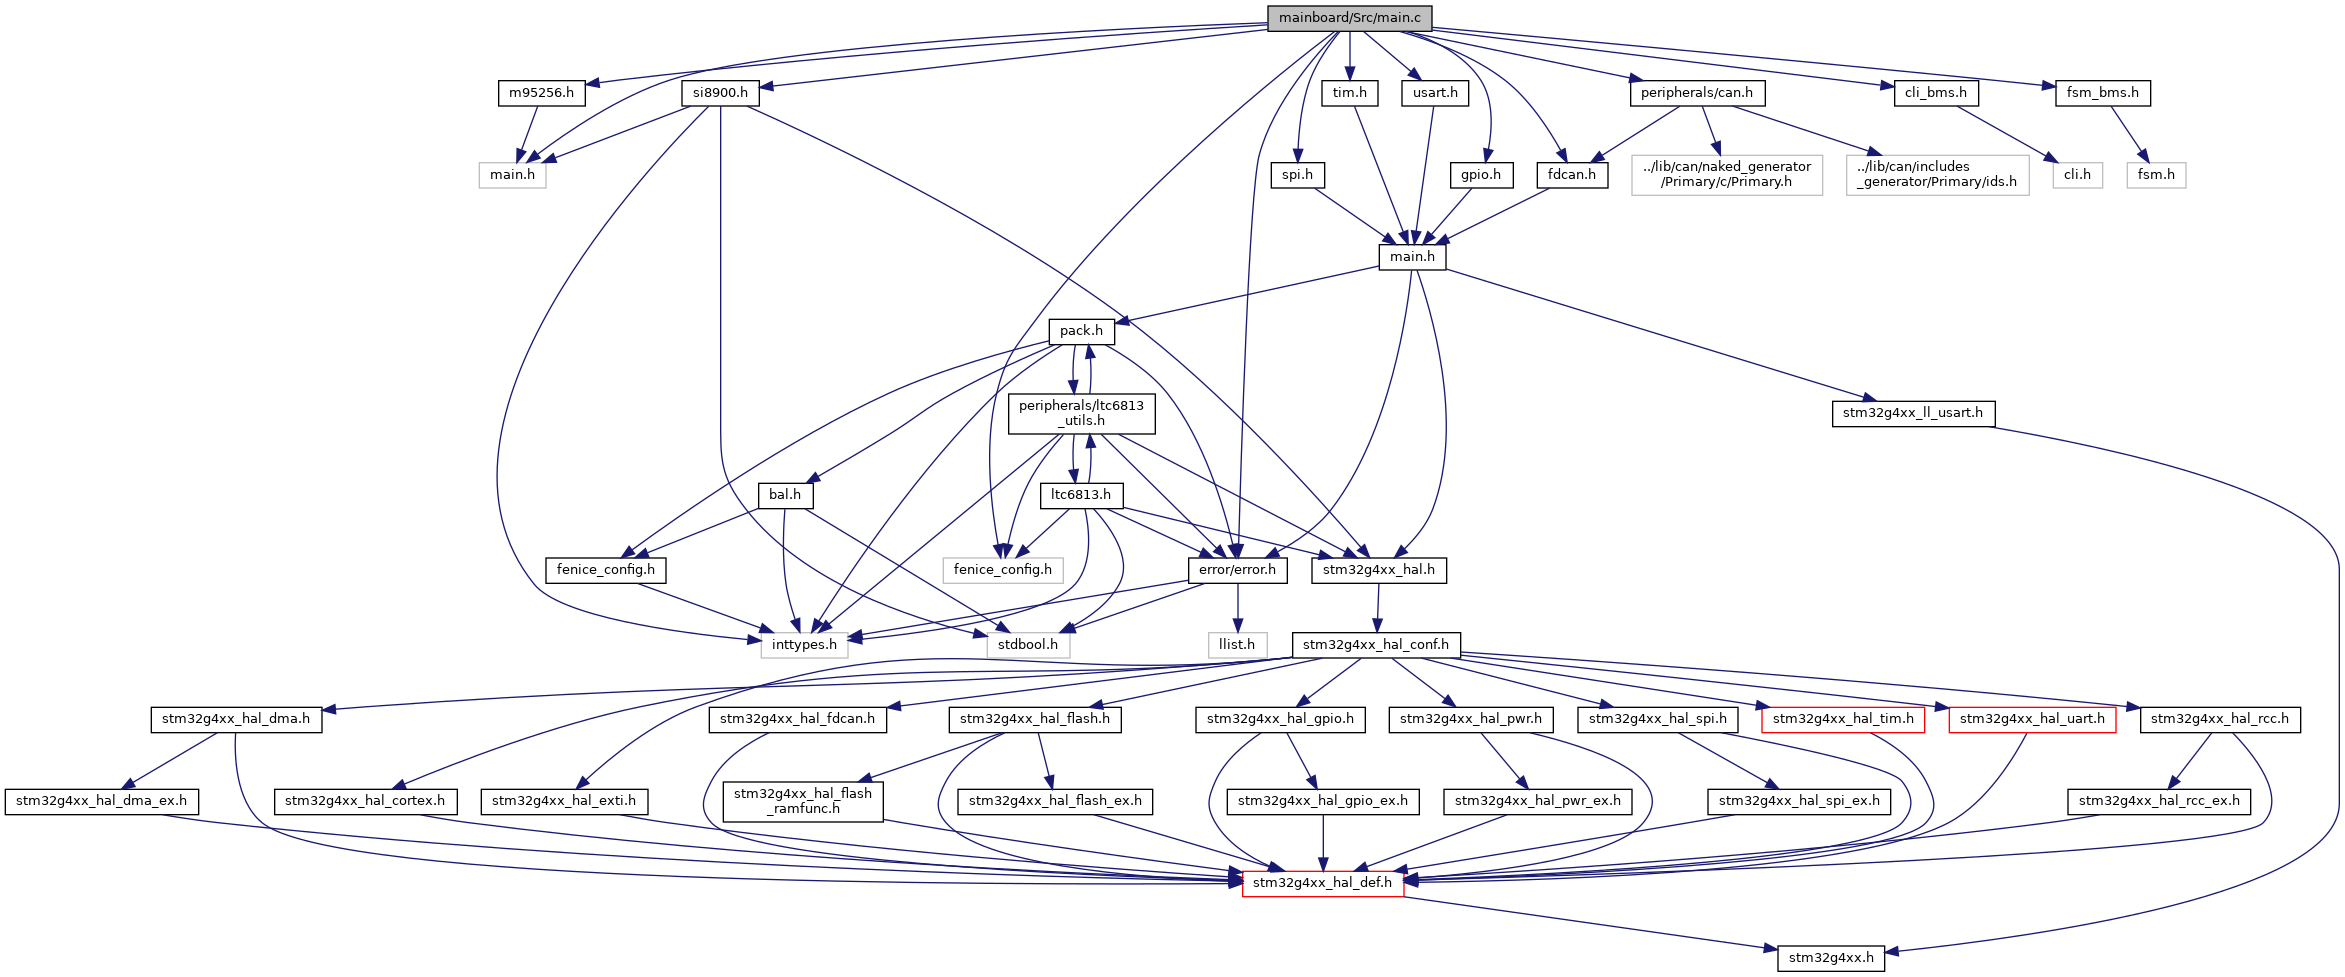 mainboard/Src/main.c
m95256.h
si8900.h
tim.h
usart.h
peripherals/can.h
cli_bms.h
fsm_bms.h
main.h
spi.h
gpio.h
fdcan.h
../lib/can/naked_generator
/Primary/c/Primary.h
../lib/can/includes
_generator/Primary/ids.h
cli.h
fsm.h
main.h
pack.h
peripherals/ltc6813
_utils.h
stm32g4xx_ll_usart.h
bal.h
ltc6813.h
fenice_config.h
fenice_config.h
error/error.h
stm32g4xx_hal.h
inttypes.h
stdbool.h
llist.h
stm32g4xx_hal_conf.h
stm32g4xx_hal_dma.h
stm32g4xx_hal_fdcan.h
stm32g4xx_hal_flash.h
stm32g4xx_hal_gpio.h
stm32g4xx_hal_pwr.h
stm32g4xx_hal_spi.h
stm32g4xx_hal_tim.h
stm32g4xx_hal_uart.h
stm32g4xx_hal_rcc.h
stm32g4xx_hal_dma_ex.h
stm32g4xx_hal_cortex.h
stm32g4xx_hal_exti.h
stm32g4xx_hal_flash
_ramfunc.h
stm32g4xx_hal_flash_ex.h
stm32g4xx_hal_gpio_ex.h
stm32g4xx_hal_pwr_ex.h
stm32g4xx_hal_spi_ex.h
stm32g4xx_hal_rcc_ex.h
stm32g4xx_hal_def.h
stm32g4xx.h